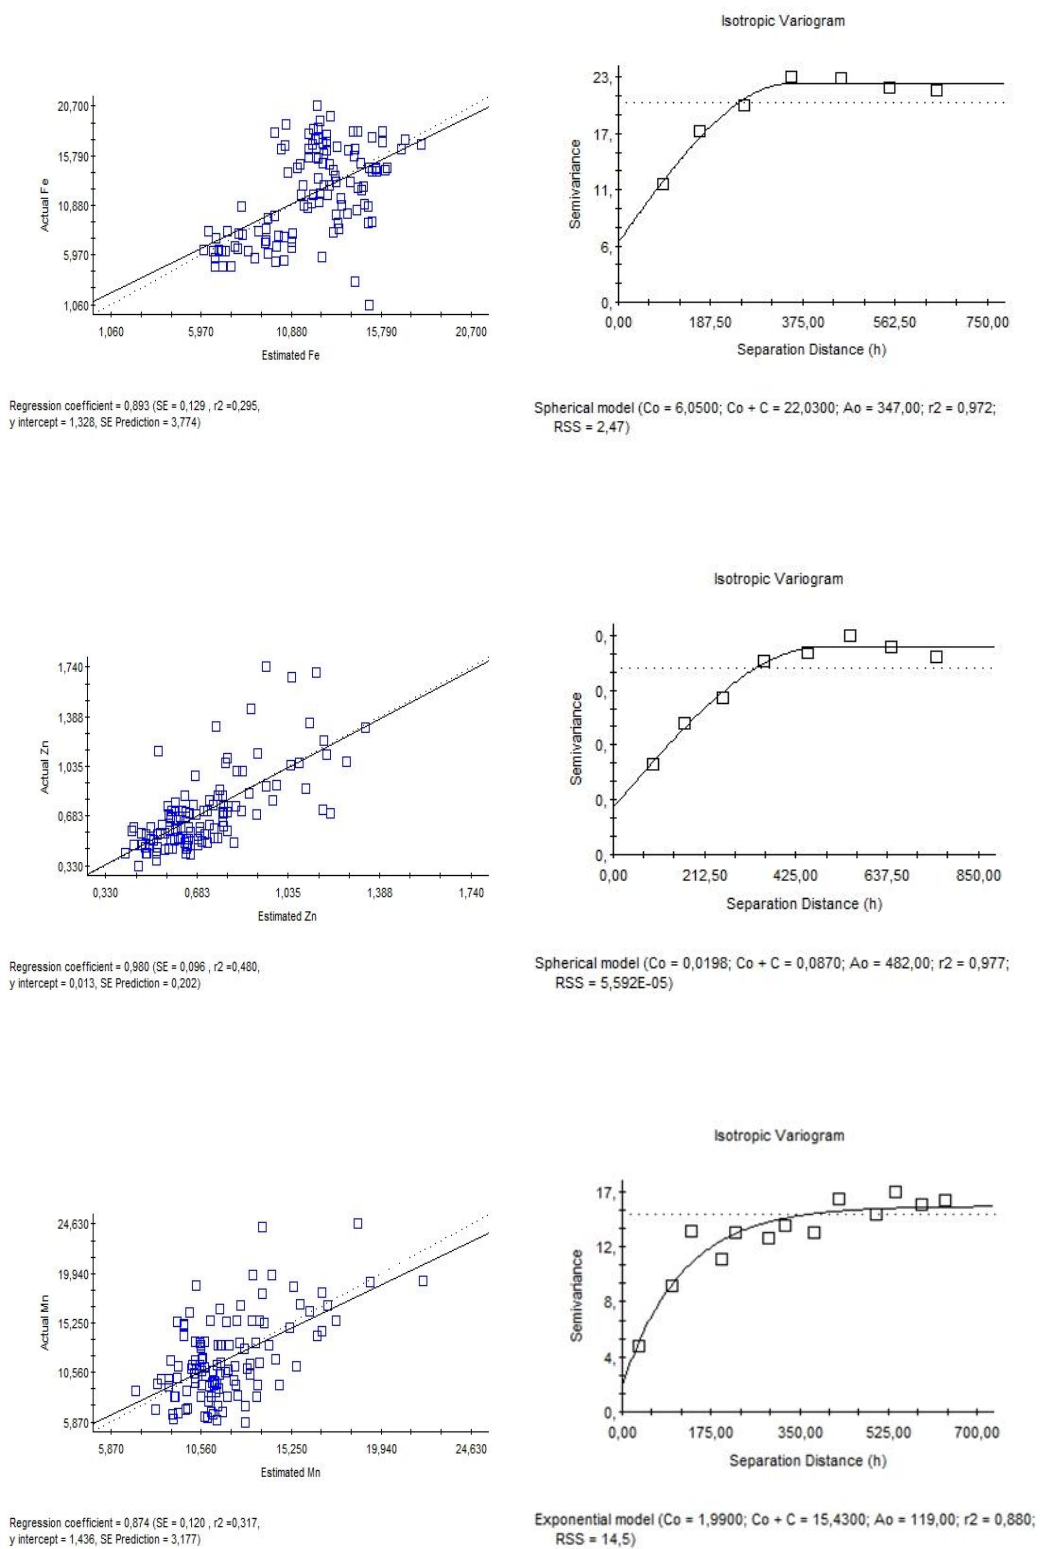 Isotropic Variogram
20,700
15,790
10,880
5,970
1,060
Actual Fe
1,060 5,970 10,880 15,790 20,700
Estimated Fe
23,
17,
11,
6,
0,
Semivariance
0,00 187,50 375,00 562,50 750,00
Separation Distance (h)
Regression coefficient = 0,893 (SE = 0,129 , r2 =0,295,
y intercept = 1,328, SE Prediction = 3,774)
Spherical model (Co = 6,0500; Co + C = 22,0300; Ao = 347,00; r2 = 0,972;
RSS = 2,47)
Isotropic Variogram
1,740
1,388
1,035
0,683
0,330
Actual Zn
0,330 0,683 1,035 1,388 1,740
Estimated Zn
0,
0,
0,
0,
0,
Semivariance
0,00 212,50 425,00 637,50 850,00
Separation Distance (h)
Regression coefficient = 0,980 (SE = 0,096 , r2 =0,480,
y intercept = 0,013, SE Prediction = 0,202)
Spherical model (Co = 0,0198; Co + C = 0,0870; Ao = 482,00; r2 = 0,977;
RSS = 5,592E-05)
Isotropic Variogram
24,630
19,940
15,250
10,560
5,870
Actual Mn
5,870 10,560 15,250 19,940 24,630
Estimated Mn
17,
12,
8,
4,
0,
Semivariance
0,00 175,00 350,00 525,00 700,00
Separation Distance (h)
Regression coefficient = 0,874 (SE = 0,120 , r2 =0,317,
y intercept = 1,436, SE Prediction = 3,177)
Exponential model (Co = 1,9900; Co + C = 15,4300; Ao = 119,00; r2 = 0,880;
RSS = 14,5)